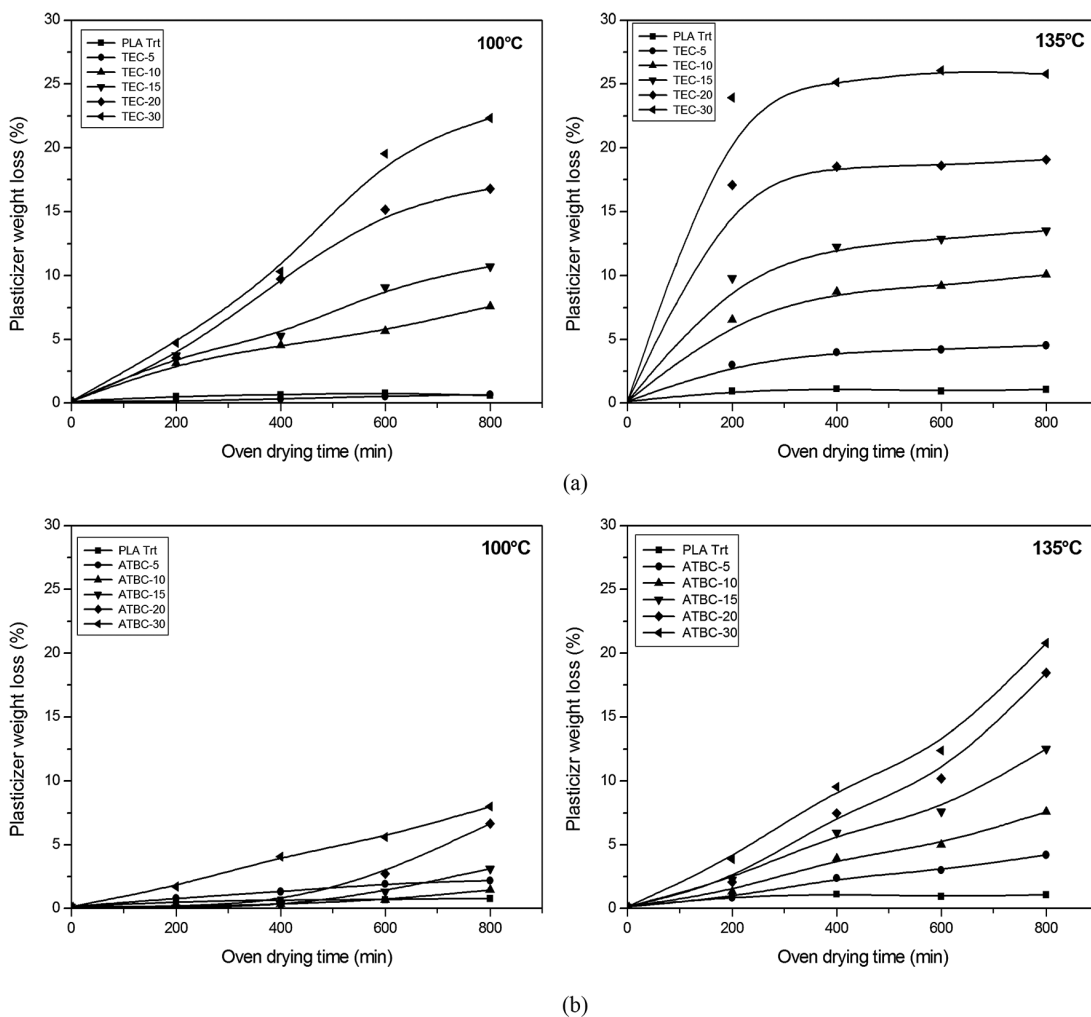 30
25
20
15
10
5
0
Plasticizer weight loss (%)
PLA Trt
TEC-5
TEC-10
TEC-15
TEC-20
TEC-30
100ºC
0 200 400 600 800
Oven drying time (min)
30
25
20
15
10
5
0
Plasticizer weight loss (%)
PLA Trt
TEC-5
TEC-10
TEC-15
TEC-20
TEC-30
135ºC
0 200 400 600 800
Oven drying time (min)
(a)
30
25
20
15
10
5
0
Plasticizer weight loss (%)
PLA Trt
ATBC-5
ATBC-10
ATBC-15
ATBC-20
ATBC-30
100ºC
0 200 400 600 800
Oven drying time (min)
30
25
20
15
10
5
0
Plasticizr weight loss (%)
PLA Trt
ATBC-5
ATBC-10
ATBC-15
ATBC-20
ATBC-30
135ºC
0 200 400 600 800
Oven drying time (min)
(b)